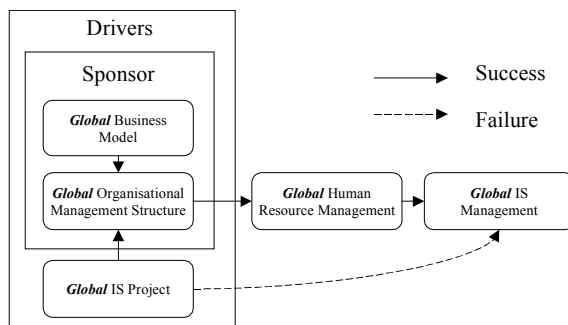 Drivers
Sponsor
Global Business
Model
Global Organisational
Management Structure
Global Human
Resource Management
Global IS
Management
Global IS Project
Success
Failure